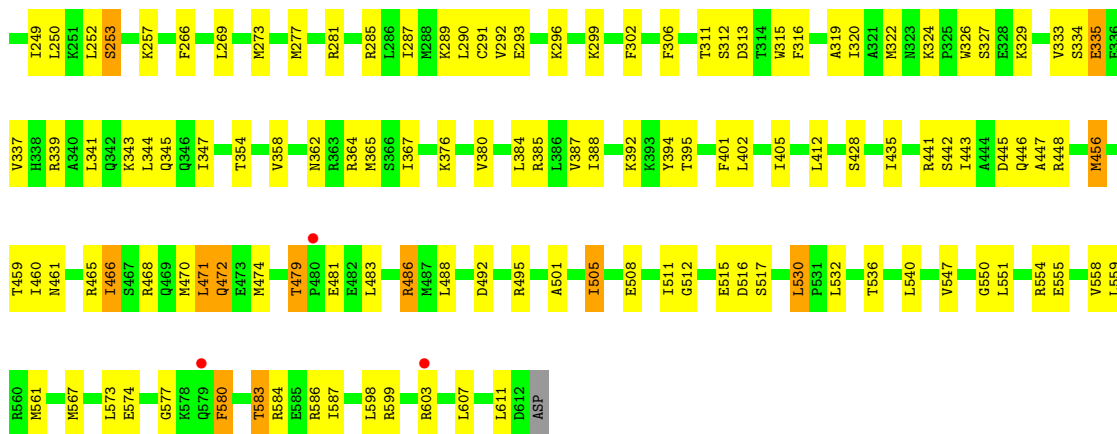 I249 L250 K251 L252 S253 K257 F266 L269 M273 M277 R281 R285 L286 I287 M288 K289 L290 C291 V292 E293 K296 K299 F302 F306 T311 S312 D313 T314 W315 F316 A319 I320 A321 M322 N323 K324 P325 W326 S327 E328 K329 V333 S334 E335 E336
V337 H338 R339 A340 L341 Q342 K343 L344 Q345 Q346 I347 T354 V358 N362 R363 R364 M365 S366 I367 K376 V380 L384 R385 L386 V387 I388 K392 K393 Y394 T395 F401 L402 I405 L412 S428 I435 R441 S442 I443 A444 D445 Q446 A447 R448 M456
T459 I460 N461 R465 I466 S467 R468 Q469 M470 L471 Q472 E473 M474 T479 P480 E481 E482 L483 R486 M487 L488 D492 R495 A501 I505 E508 I511 G512 E515 D516 S517 L530 P531 L532 T536 L540 V547 G550 L551 R554 E555 V558 L559
R560 M561 M567 L573 E574 G577 K578 Q579 F580 T583 R584 E585 R586 I587 L598 R599 R603 L607 L611 D612 ASP